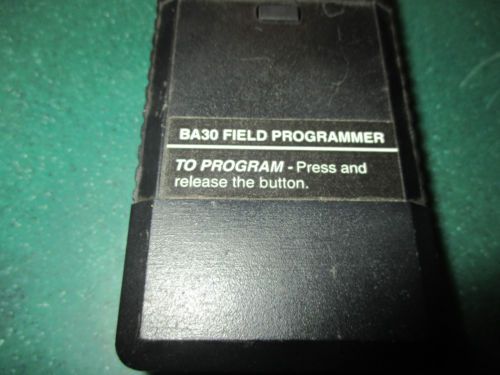 BA30 FIELD PROGRAMMER
TO PROGRAM - Press and
release the button.